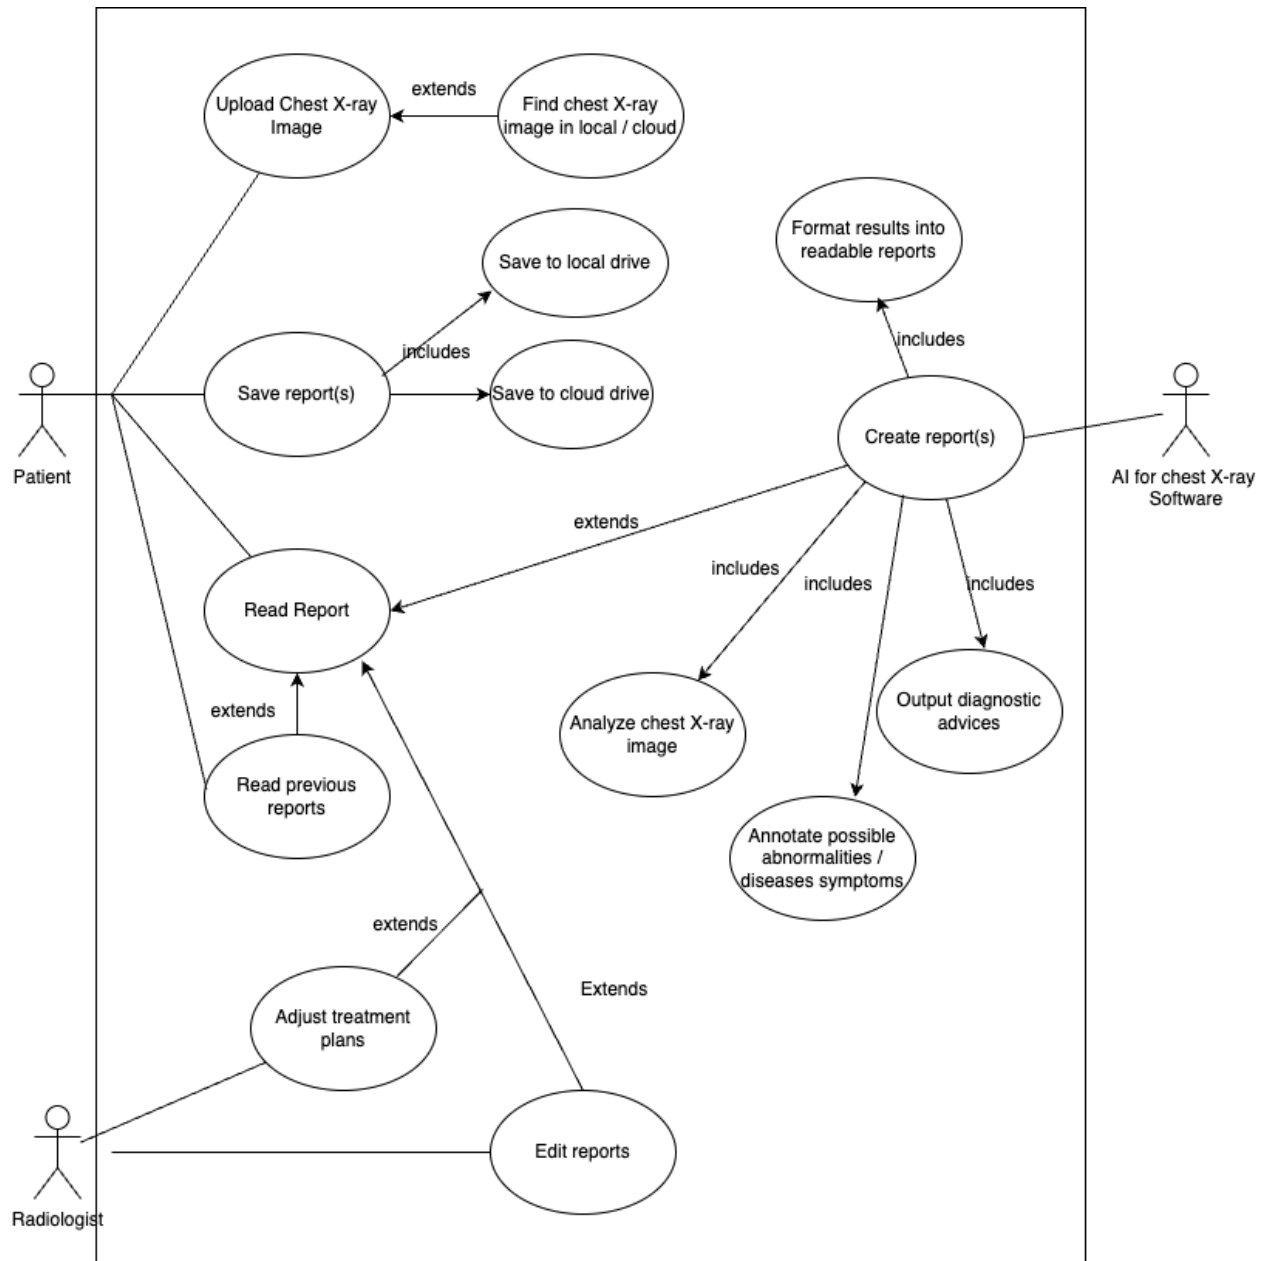 Upload Chest X-ray
Image
extends
Find chest X-ray
image in local / cloud
Format results into
readable reports
Save to local drive
includes
includes
Save report(s)
Save to cloud drive
Create report(s)
Patient
AI for chest X-ray
Software
extends
includes
includes
includes
Read Report
extends
Analyze chest X-ray
image
Output diagnostic
advices
Read previous
reports
Annotate possible
abnormalities /
diseases symptoms
extends
Extends
Adjust treatment
plans
Edit reports
Radiologist